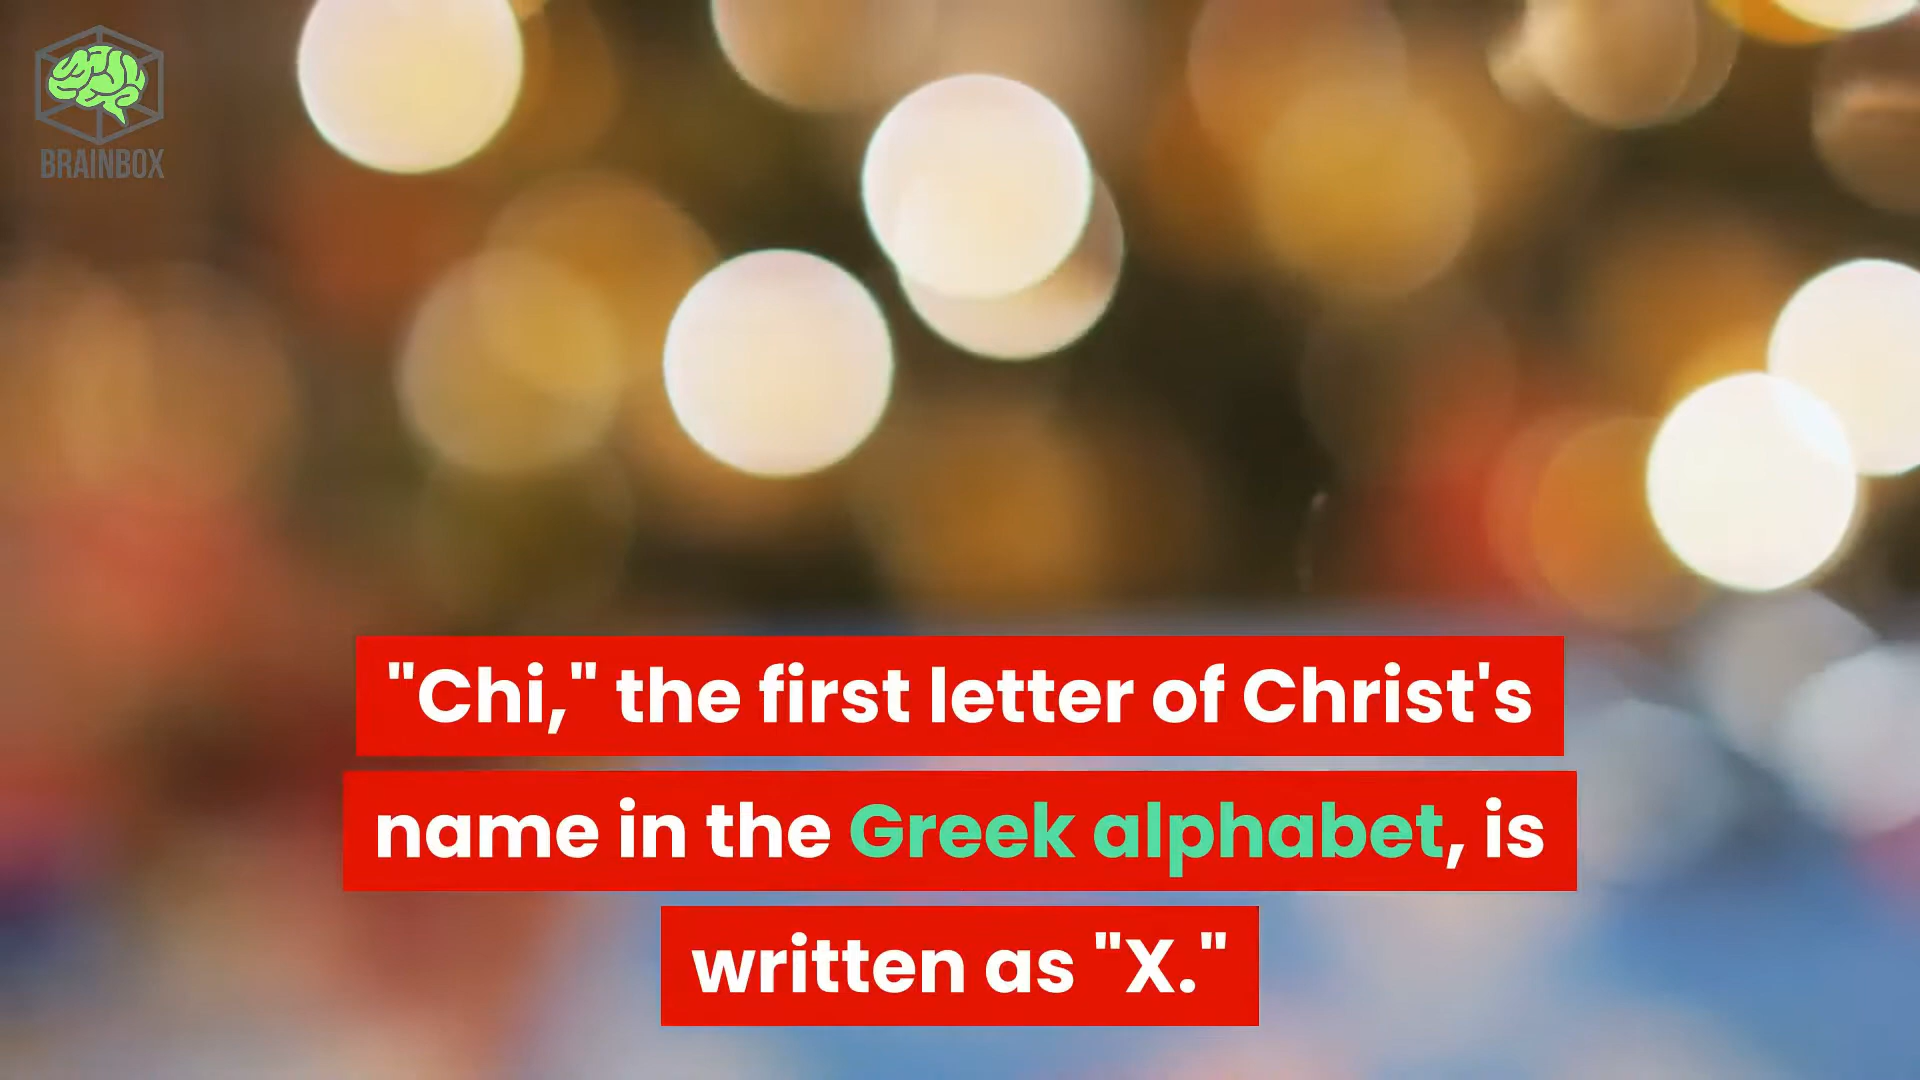 BRAINBOX
"Chi," the first letter of Christ's
name in the Greek alphabet, is
written as "X."